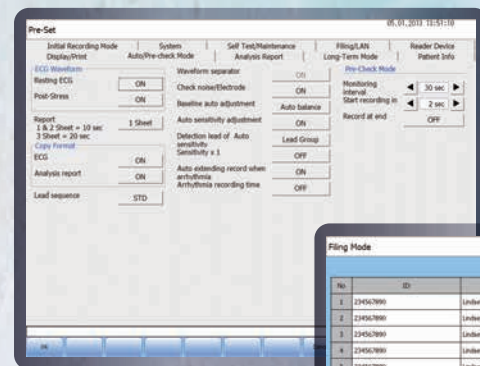 Pre-Set
05.01.2013 13:51:10
Initial Recording Mode
System
Self Test/Maintenance
Filing/LAN
Reader Device
Display/Print
Auto/Pre-check Mode
Analysis Report
Long-Term Mode
Patient Info
ECG Waveform
Resting ECG
ON
Post-Stress
ON
Report
1 & 2 Sheet = 10 sec
3 Sheet = 20 sec
1 Sheet
Copy Format
ECG
ON
Analysis report
ON
Lead sequence
STD
Waveform separator
ON
Check noise/Electrode
ON
Baseline auto adjustment
Auto balance
Auto sensitivity adjustment
ON
Detection lead of Auto
sensitivity
Lead Group
Sensitivity x 1
OFF
Auto extending record when
arrhythmia
ON
Arrhythmia recording time
OFF
Pre-Check Mode
Monitoring
interval
30 sec
Start recording in
2 sec
Record at end
OFF
OK
Filing Mode
No
ID
1 234567890
2 234567890
3 234567890
4 234567890